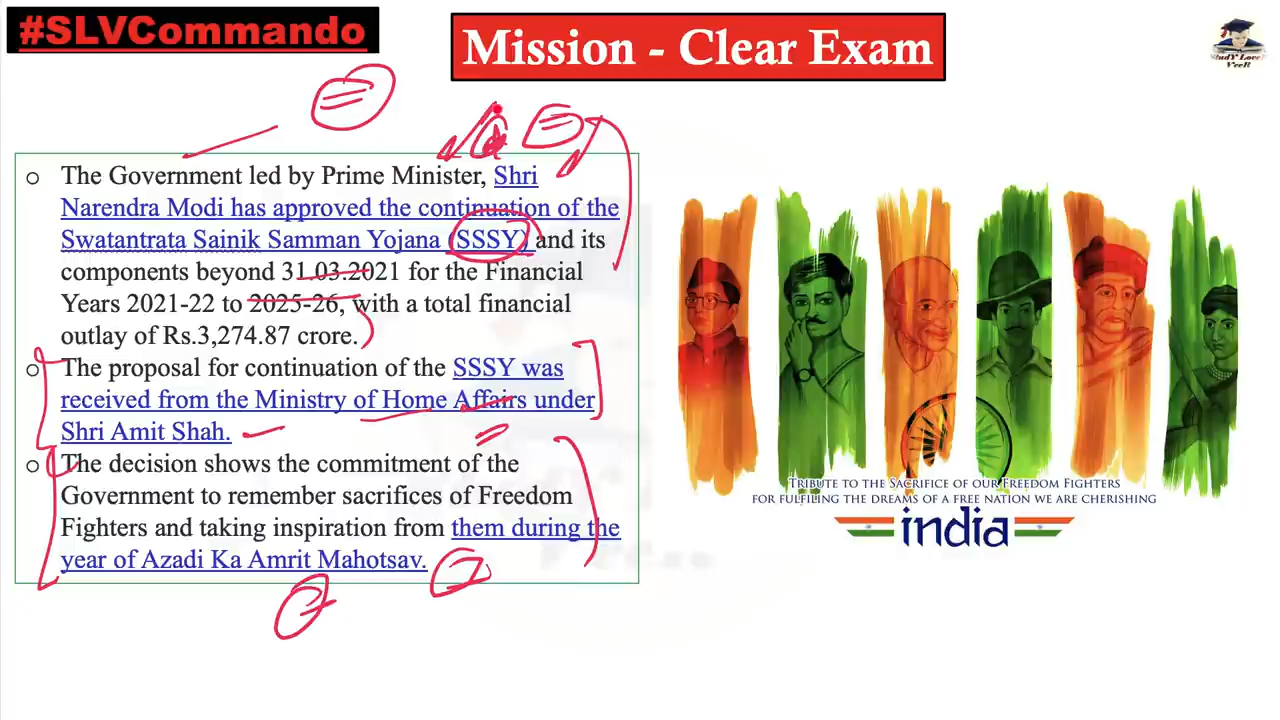 #SLVCommando
Mission - Clear Exam
StudY LoveR
VeeR
The Government led by Prime Minister, Shri
Narendra Modi has approved the continuation of the
Swatantrata Sainik Samman Yojana (SSSY) and its
components beyond 31.03.2021 for the Financial
Years 2021-22 to 2025-26, with a total financial
outlay of Rs.3,274.87 crore.
The proposal for continuation of the SSSY was
received from the Ministry of Home Affairs under
Shri Amit Shah.
The decision shows the commitment of the
Government to remember sacrifices of Freedom
Fighters and taking inspiration from them during the
year of Azadi Ka Amrit Mahotsav.
Tribute to the Sacrifice of our Freedom Fighters
for fulfiling the dreams of a free nation we are cherishing
india